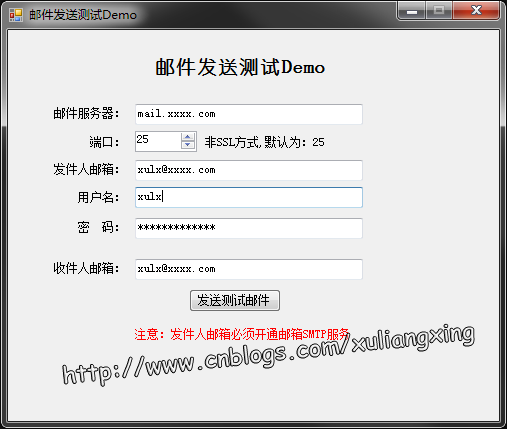 邮件发送测试Demo
邮件发送测试Demo
邮件服务器： mail.xxxx.com
端口： 25 非SSL方式,默认为：25
发件人邮箱： xulx@xxxx.com
用户名： xulx
密　码： *************
收件人邮箱： xulx@xxxx.com
发送测试邮件
注意：发件人邮箱必须开通邮箱SMTP服务
http://www.cnblogs.com/xuliangxing